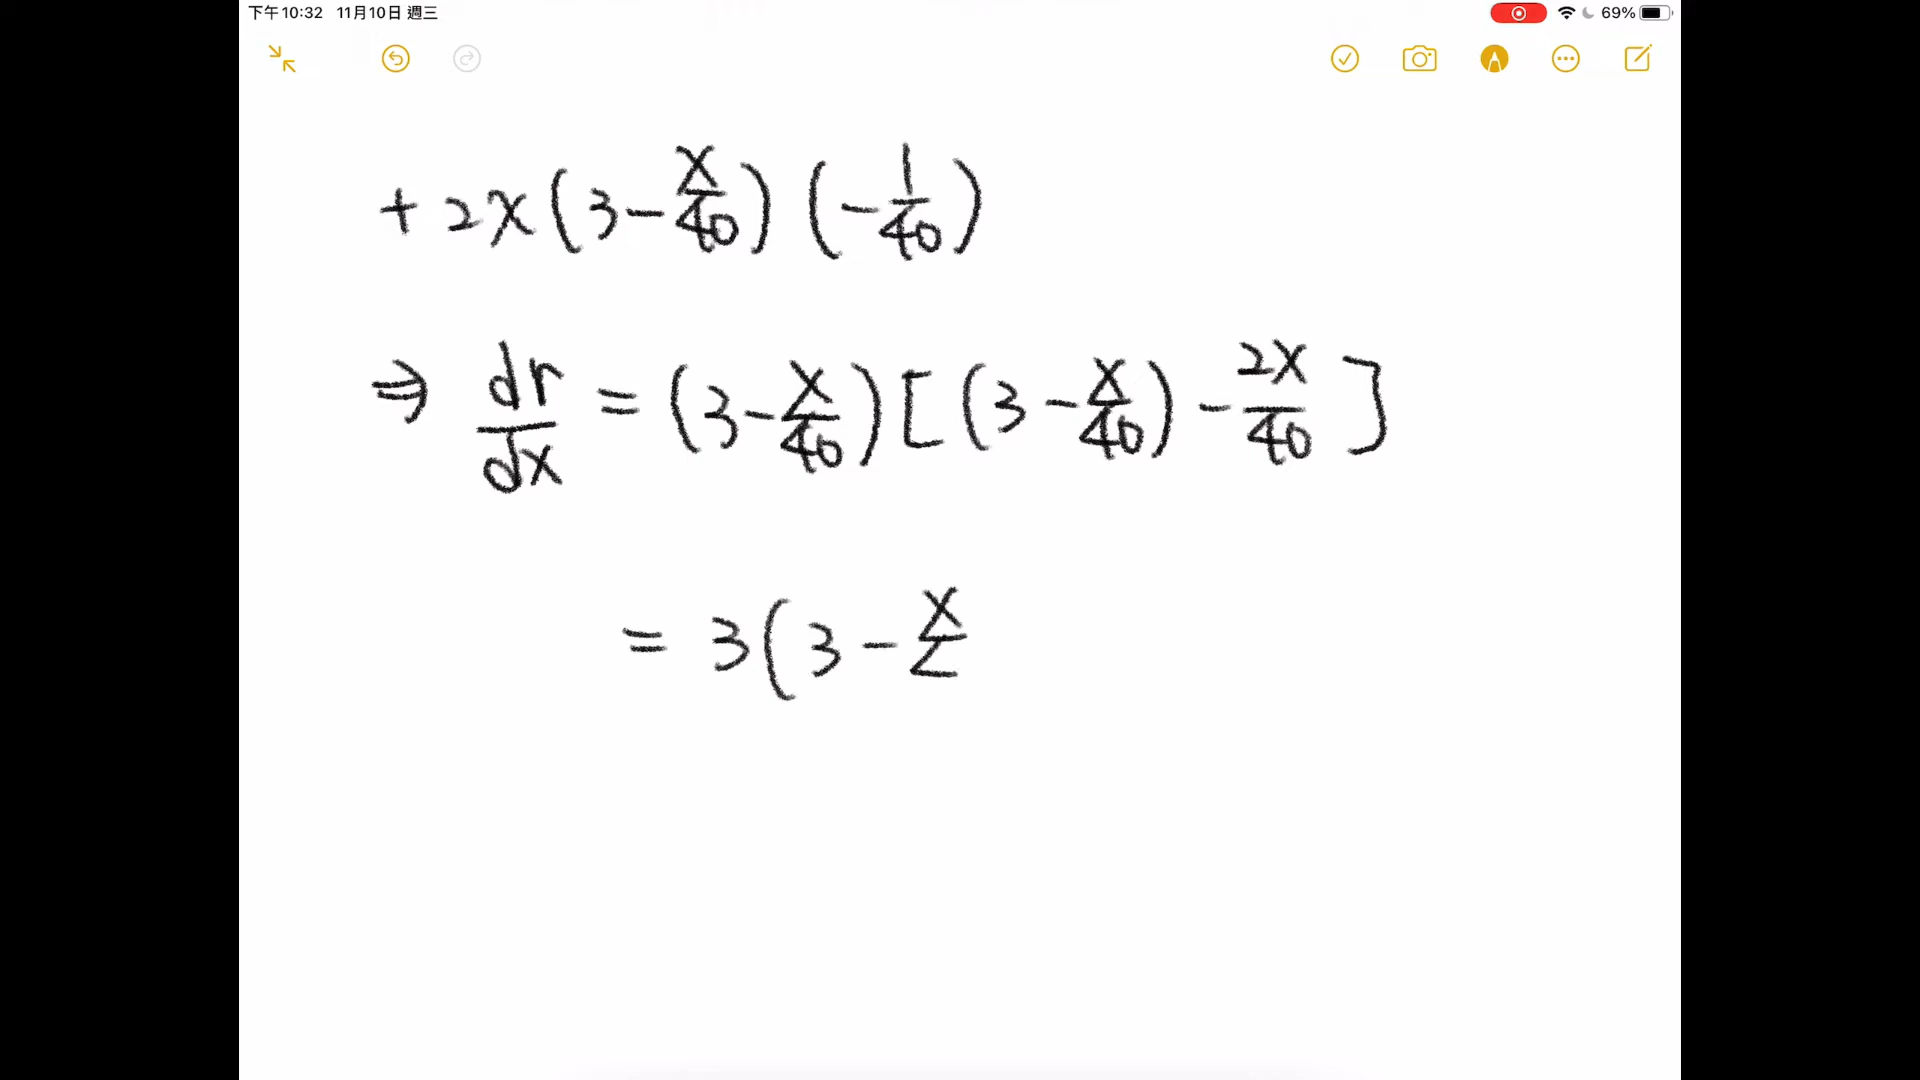 下午10:32 11月10日 週三 69%
+ 2x(3 - x/40)(-1/40)
⇒ dr/dx = (3 - x/40)[(3 - x/40) - 2x/40]
= 3(3 - x/